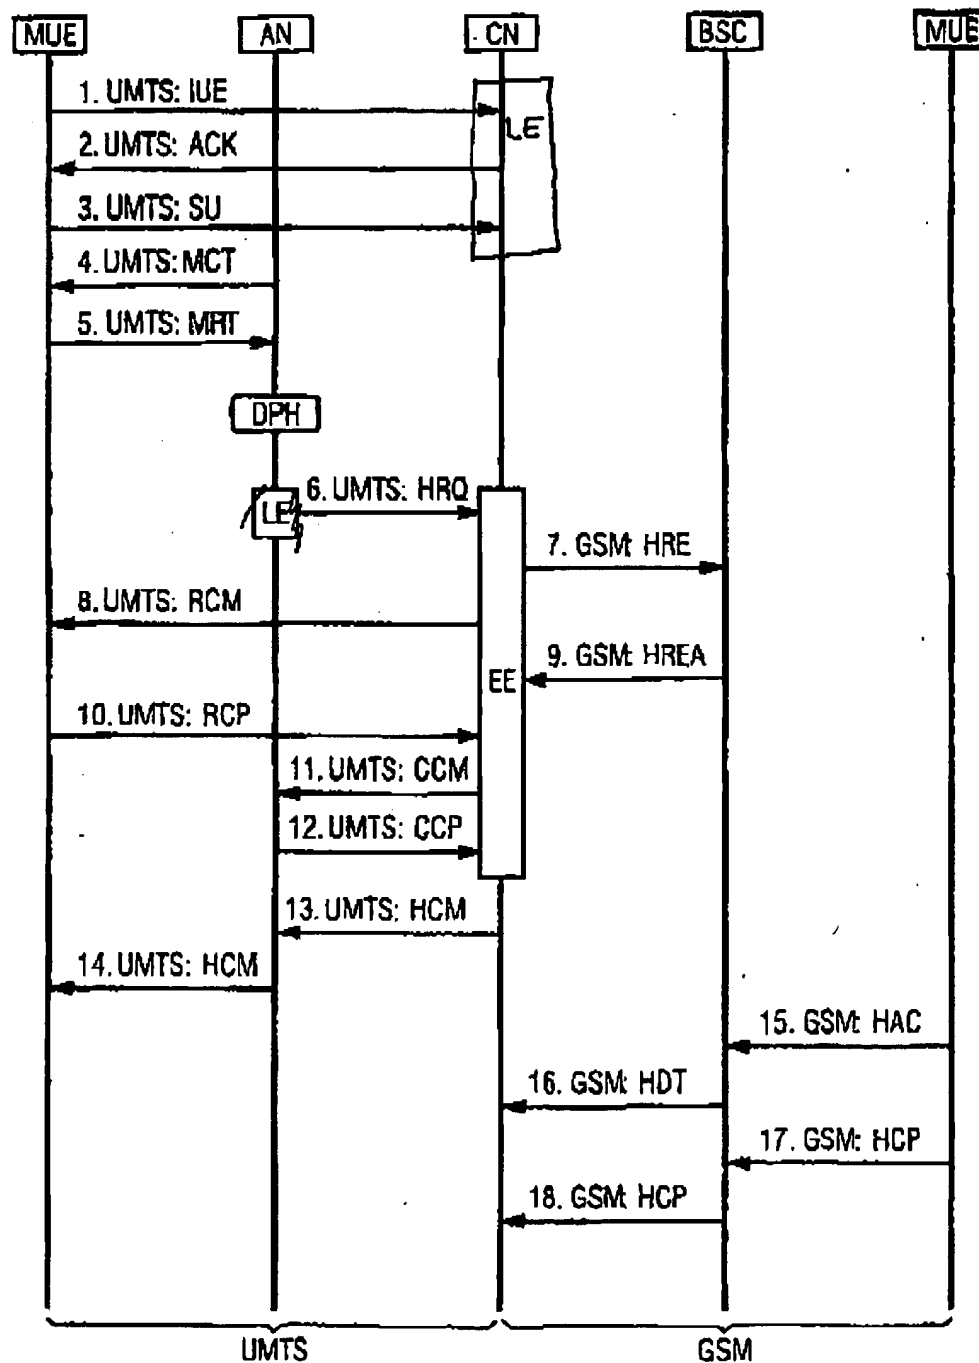 MUE AN CN BSC MUE
1. UMTS: IUE
LE
2. UMTS: ACK
3. UMTS: SU
4. UMTS: MCT
5. UMTS: MRT
DPH
LE
6. UMTS: HRQ
7. GSM: HRE
8. UMTS: RCM
9. GSM: HREA
EE
10. UMTS: RCP
11. UMTS: CCM
12. UMTS: CCP
13. UMTS: HCM
14. UMTS: HCM
15. GSM: HAC
16. GSM: HDT
17. GSM: HCP
18. GSM: HCP
UMTS GSM